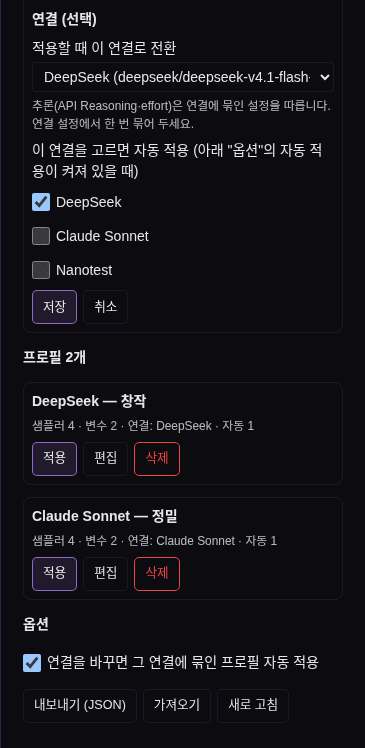 연결 (선택)
적용할 때 이 연결로 전환
DeepSeek (deepseek/deepseek-v4.1-flash-
추론(API Reasoning·effort)은 연결에 묶인 설정을 따릅니다.
연결 설정에서 한 번 묶어 두세요.
이 연결을 고르면 자동 적용 (아래 "옵션"의 자동 적
용이 켜져 있을 때)
DeepSeek
Claude Sonnet
Nanotest
저장 취소
프로필 2개
DeepSeek — 창작
샘플러 4 · 변수 2 · 연결: DeepSeek · 자동 1
적용 편집 삭제
Claude Sonnet — 정밀
샘플러 4 · 변수 2 · 연결: Claude Sonnet · 자동 1
적용 편집 삭제
옵션
연결을 바꾸면 그 연결에 묶인 프로필 자동 적용
내보내기 (JSON) 가져오기 새로 고침